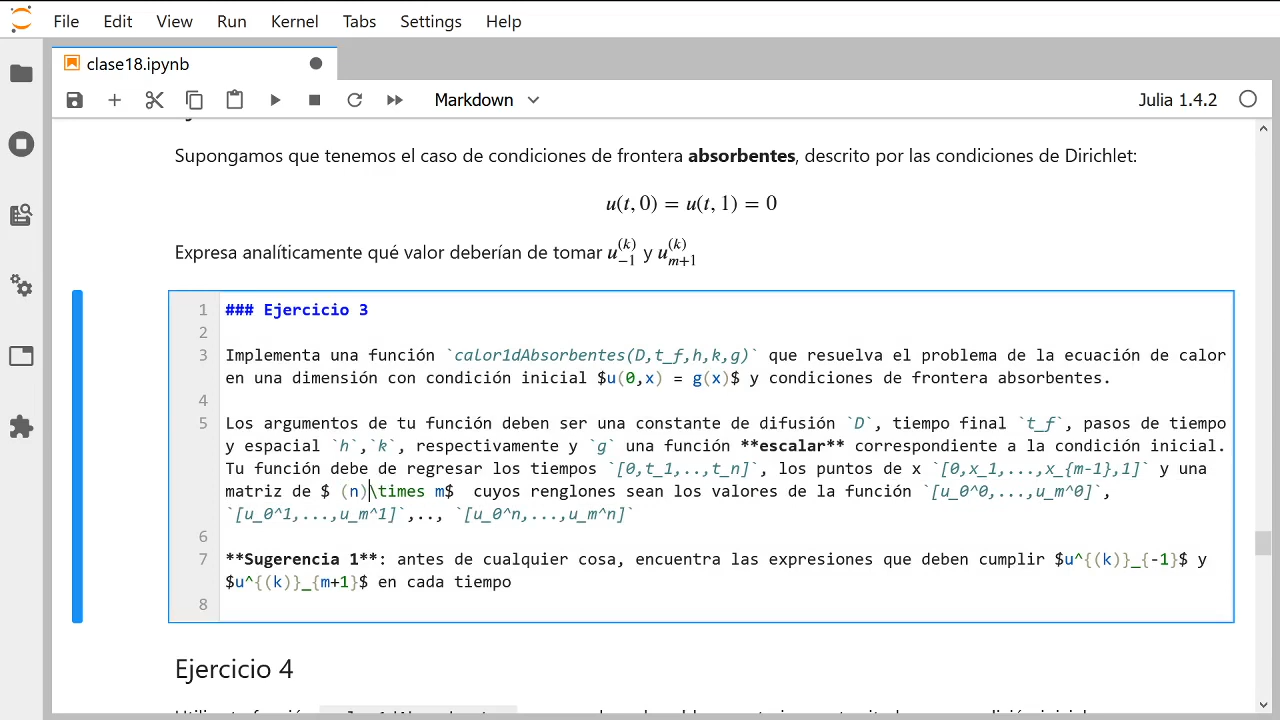 File Edit View Run Kernel Tabs Settings Help
clase18.ipynb
Markdown
Julia 1.4.2
Supongamos que tenemos el caso de condiciones de frontera absorbentes, descrito por las condiciones de Dirichlet:
u(t, 0) = u(t, 1) = 0
Expresa analíticamente qué valor deberían de tomar u_{-1}^{(k)} y u_{m+1}^{(k)}
1 ### Ejercicio 3
2
3 Implementa una función `calor1dAbsorbentes(D,t_f,h,k,g)` que resuelva el problema de la ecuación de calor
en una dimensión con condición inicial $u(0,x) = g(x)$ y condiciones de frontera absorbentes.
4
5 Los argumentos de tu función deben ser una constante de difusión `D`, tiempo final `t_f`, pasos de tiempo
y espacial `h`,`k`, respectivamente y `g` una función **escalar** correspondiente a la condición inicial.
Tu función debe de regresar los tiempos `[0,t_1,..,t_n]`, los puntos de x `[0,x_1,...,x_{m-1},1]` y una
matriz de $ (n)\times m$  cuyos renglones sean los valores de la función `[u_0^0,...,u_m^0]`,
`[u_0^1,...,u_m^1]`,.., `[u_0^n,...,u_m^n]`
6
7 **Sugerencia 1**: antes de cualquier cosa, encuentra las expresiones que deben cumplir $u^{(k)}_{-1}$ y
$u^{(k)}_{m+1}$ en cada tiempo
8
Ejercicio 4